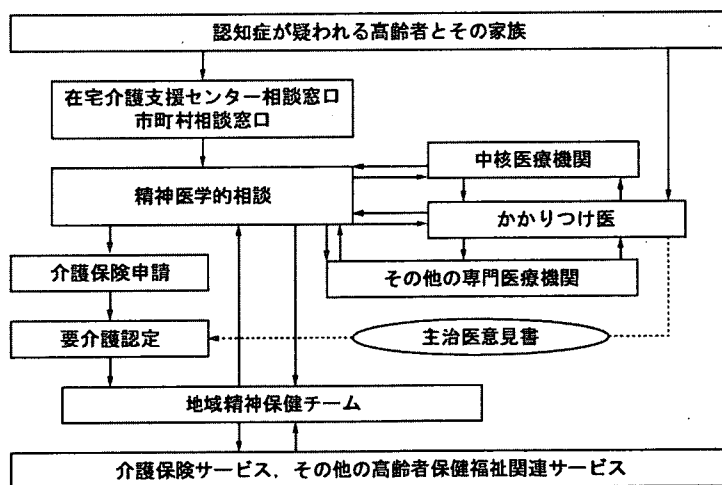 認知症が疑われる高齢者とその家族
在宅介護支援センター相談窓口
市町村相談窓口
中核医療機関
精神医学的相談
かかりつけ医
介護保険申請
その他の専門医療機関
要介護認定
主治医意見書
地域精神保健チーム
介護保険サービス，その他の高齢者保健福祉関連サービス